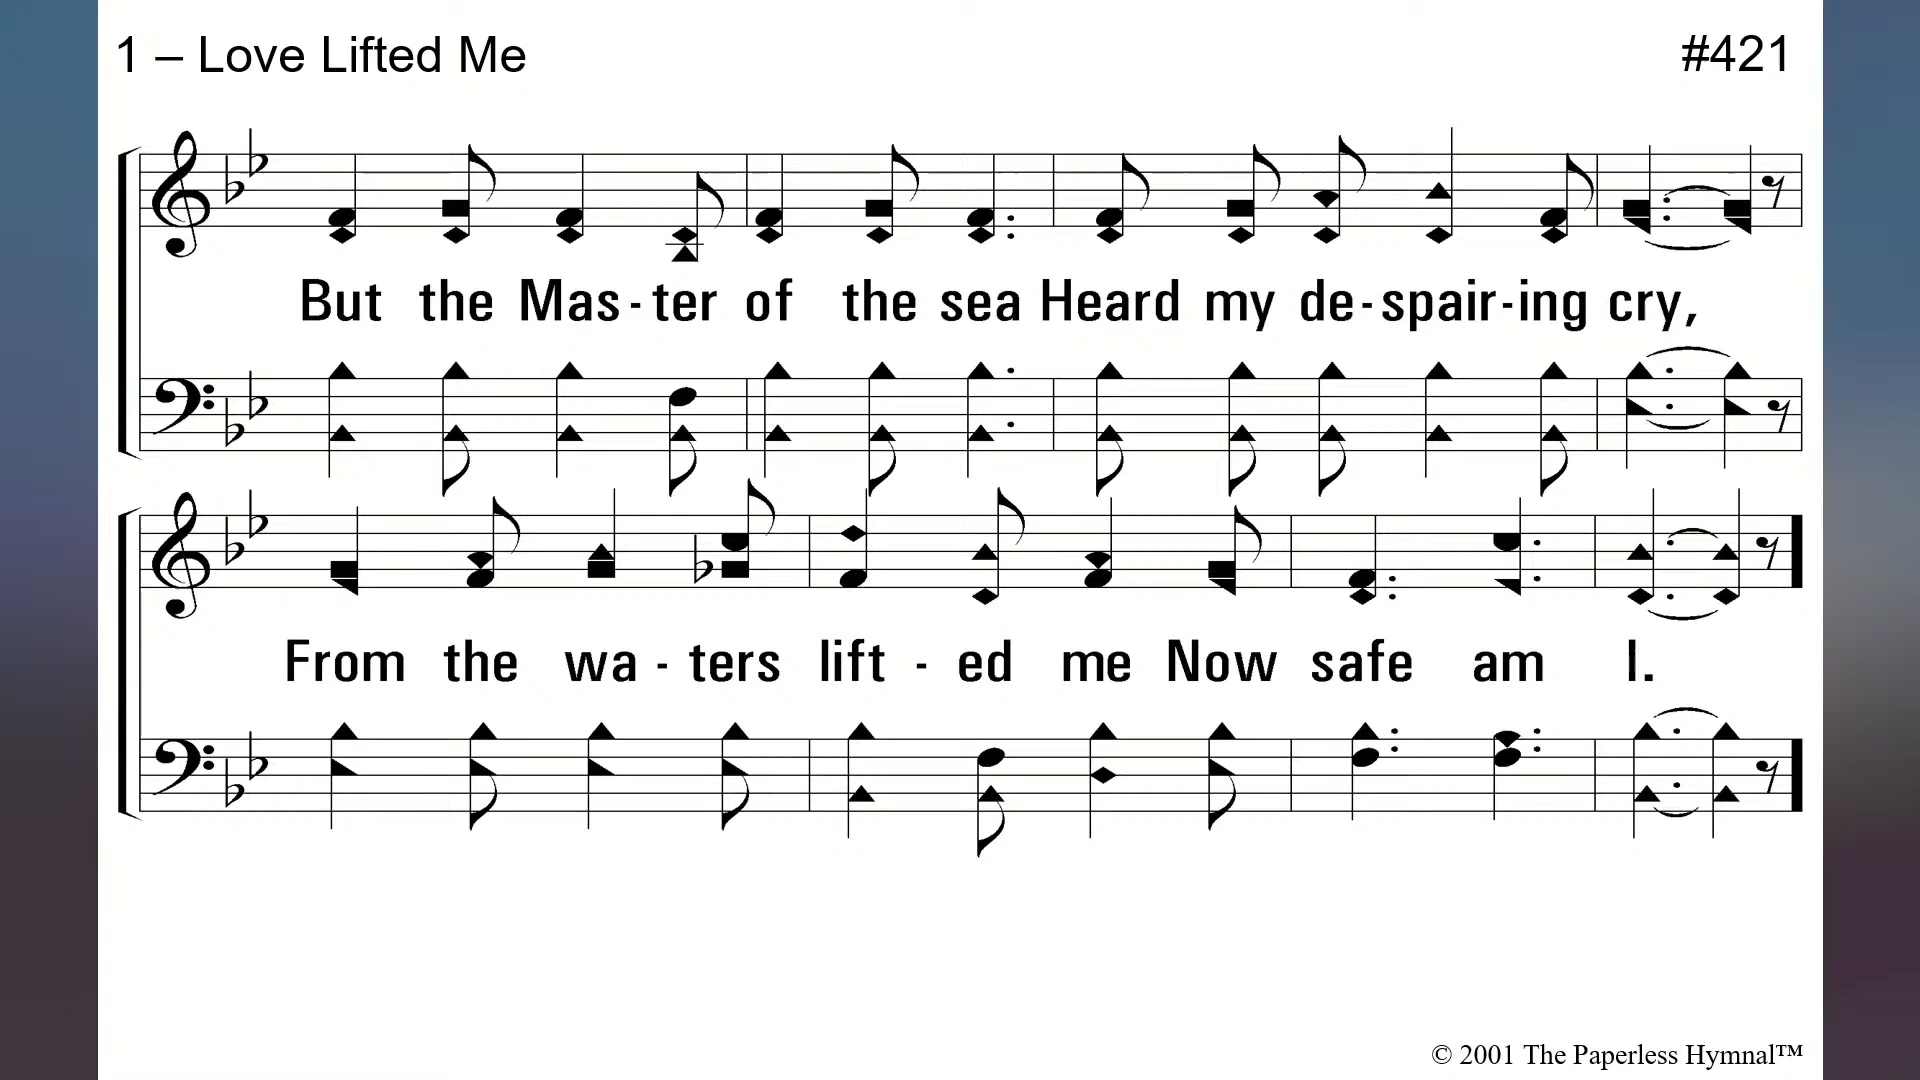 1 – Love Lifted Me #421
But the Mas - ter of the sea Heard my de - spair - ing cry,
From the wa - ters lift - ed me Now safe am I.
© 2001 The Paperless Hymnal™